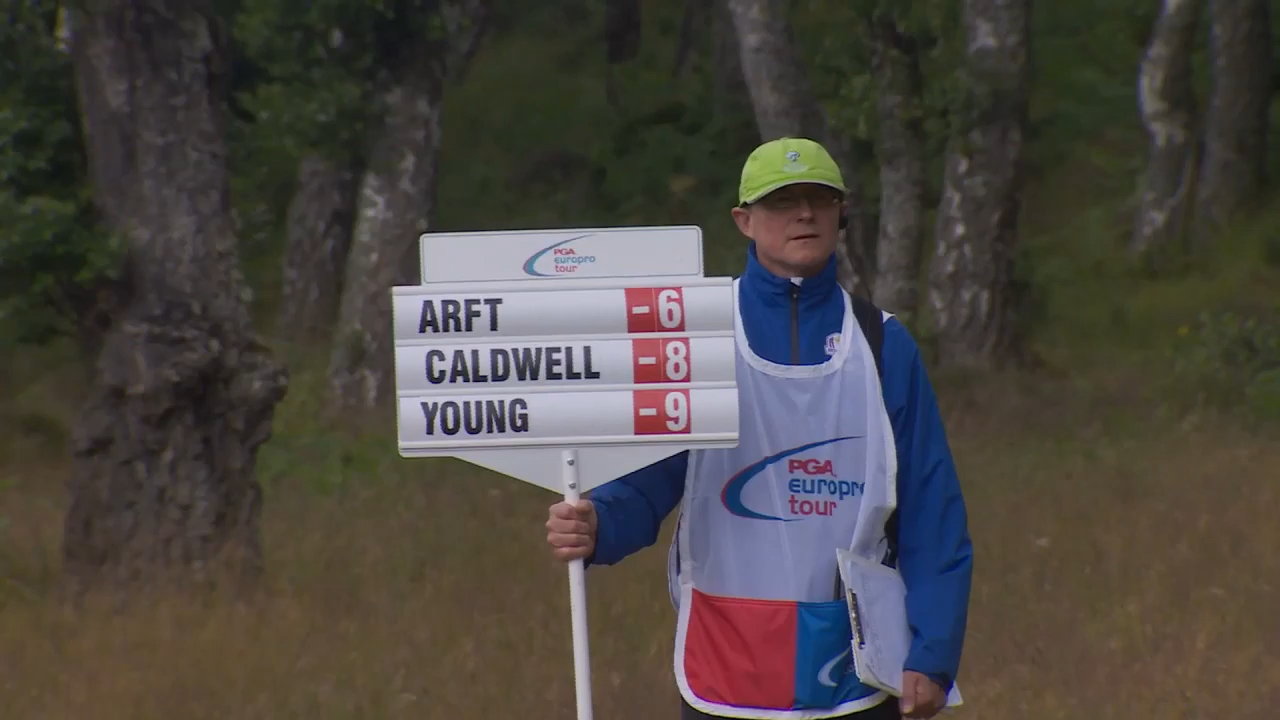 PGA
europro
tour
ARFT -6
CALDWELL -8
YOUNG -9
PGA
europro
tour